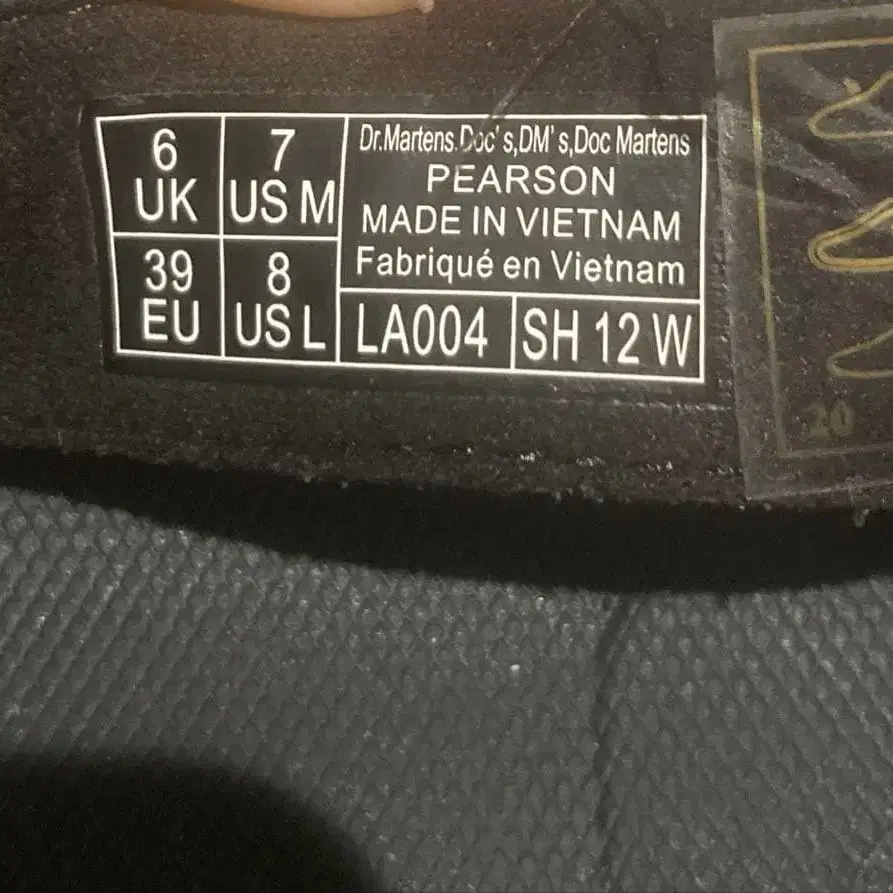 6 UK
7 US M
39 EU
8 US L
Dr.Martens.Doc's,DM's,Doc Martens
PEARSON
MADE IN VIETNAM
Fabriqué en Vietnam
LA004
SH 12 W
20